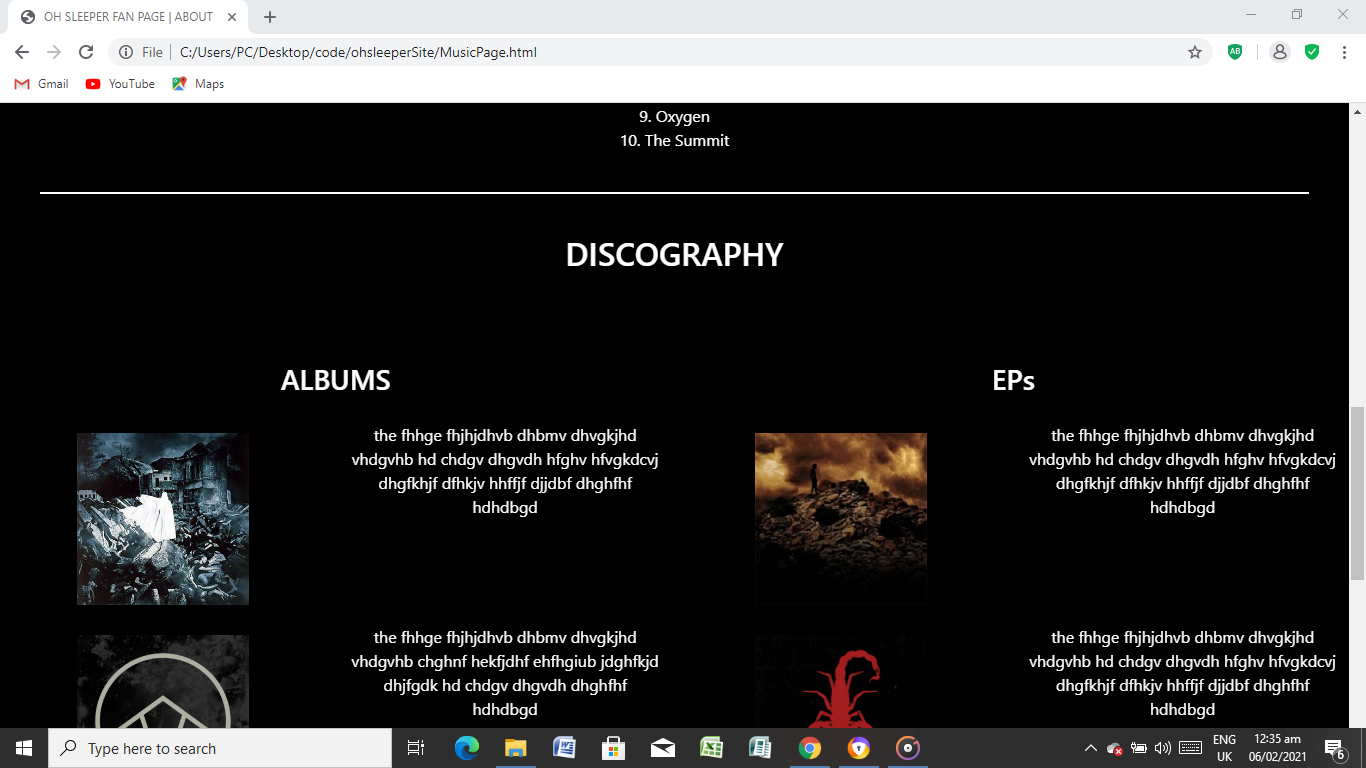 OH SLEEPER FAN PAGE | ABOUT
File
C:/Users/PC/Desktop/code/ohsleeperSite/MusicPage.html
AB
Gmail
YouTube
Maps
9. Oxygen
10. The Summit
DISCOGRAPHY
ALBUMS
the fhhge fhjhjdhvb dhbmv dhvgkjhd
vhdgvhb hd chdgv dhgvdh hfghv hfvgkdcvj
dhgfkhjf dfhkjv hhffjf djjdbf dhghfhf
hdhdbgd
the fhhge fhjhjdhvb dhbmv dhvgkjhd
vhdgvhb chghnf hekfjdhf ehfhgiub jdghfkjd
dhjfgdk hd chdgv dhgvdh dhghfhf
hdhdbgd
EPs
the fhhge fhjhjdhvb dhbmv dhvgkjhd
vhdgvhb hd chdgv dhgvdh hfghv hfvgkdcvj
dhgfkhjf dfhkjv hhffjf djjdbf dhghfhf
hdhdbgd
the fhhge fhjhjdhvb dhbmv dhvgkjhd
vhdgvhb hd chdgv dhgvdh hfghv hfvgkdcvj
dhgfkhjf dfhkjv hhffjf djjdbf dhghfhf
hdhdbgd
Type here to search
ENG
UK
12:35 am
06/02/2021
6